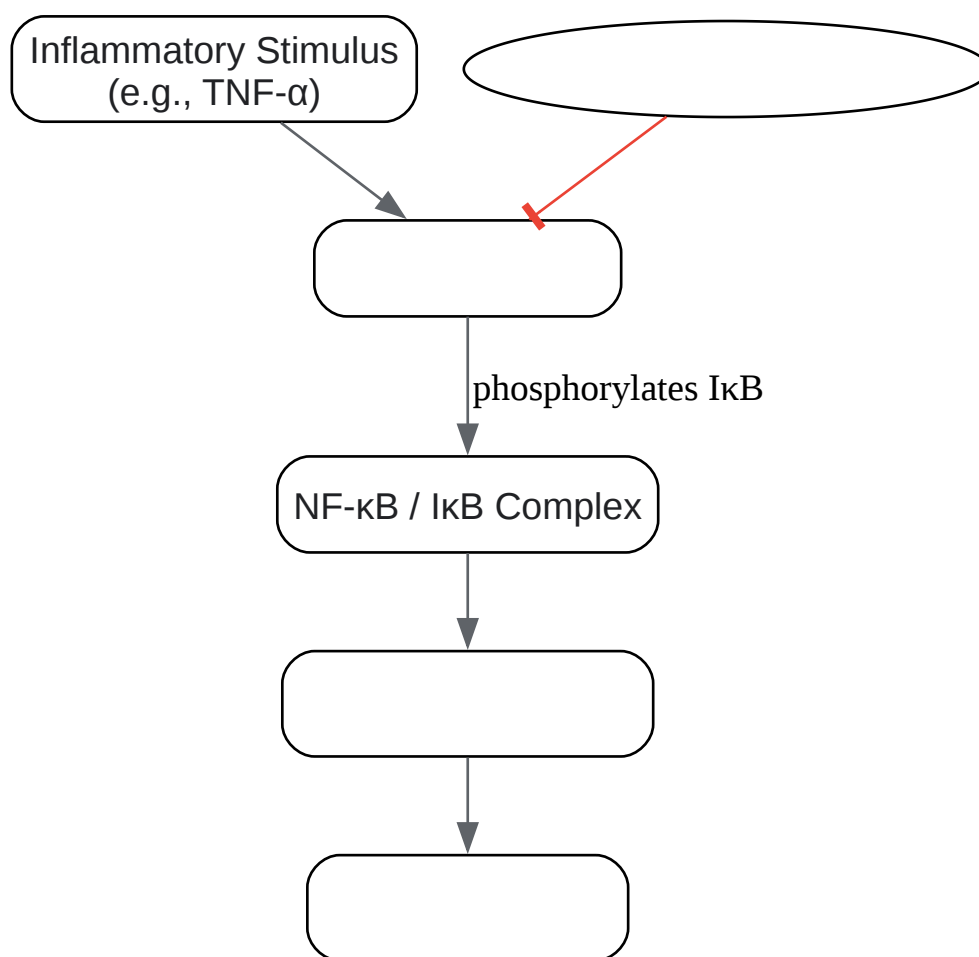 Inflammatory Stimulus
(e.g., TNF-α)
phosphorylates IκB
NF-κB / IκB Complex